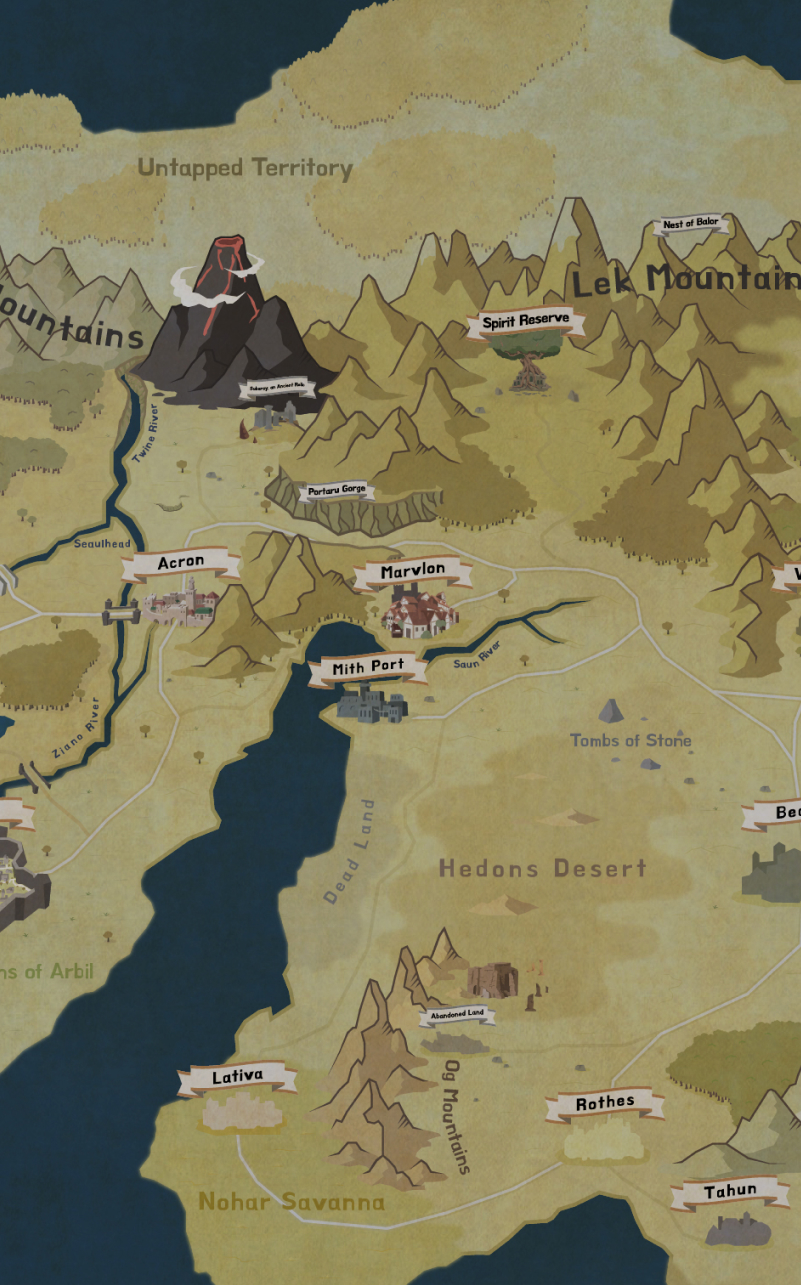 Untapped Territory
Nest of Balor
Lek Mountain
ountains
Spirit Reserve
Twine River
Portaru Gorge
Seaulhead
Acron
Marvlon
Mith Port
Saun River
Ziano River
Tombs of Stone
Dead Land
Hedons Desert
ns of Arbil
Abandoned Land
Og Mountains
Lativa
Rothes
Tahun
Nohar Savanna